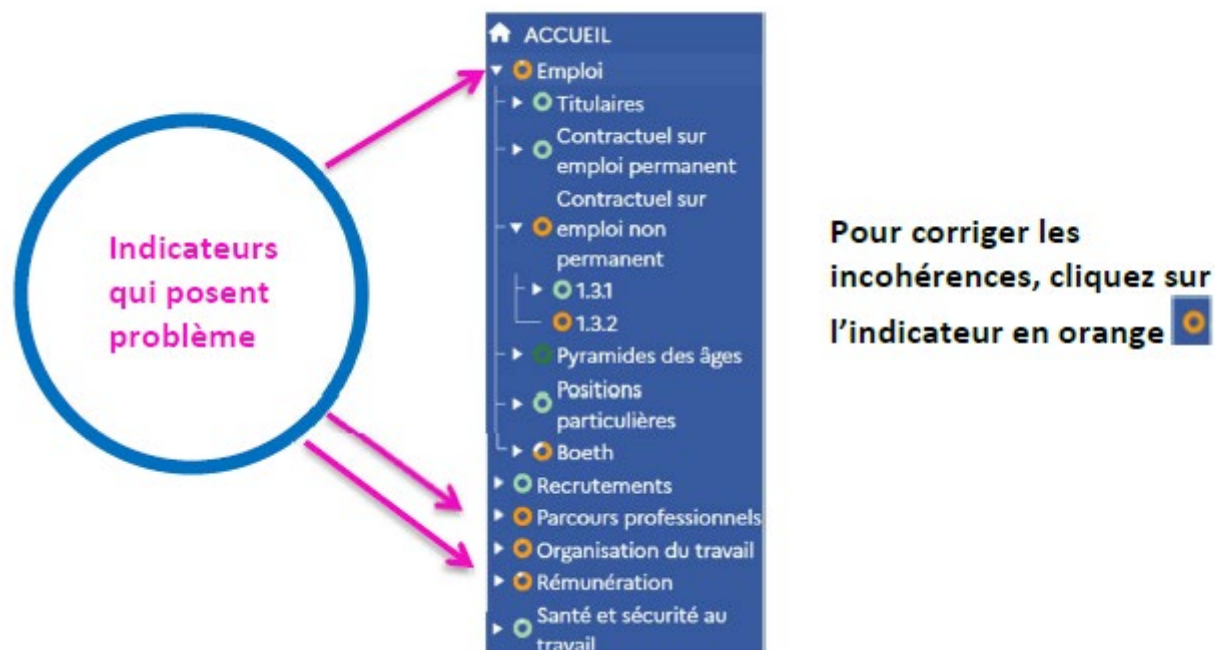 Indicateurs
qui posent
problème
ACCUEIL
Emploi
Titulaires
Contractuel sur
emploi permanent
Contractuel sur
emploi non
permanent
1.3.1
1.3.2
Pyramides des âges
Positions
particulières
Boeth
Recrutements
Parcours professionnels
Organisation du travail
Rémunération
Santé et sécurité au
travail
Pour corriger les
incohérences, cliquez sur
l'indicateur en orange